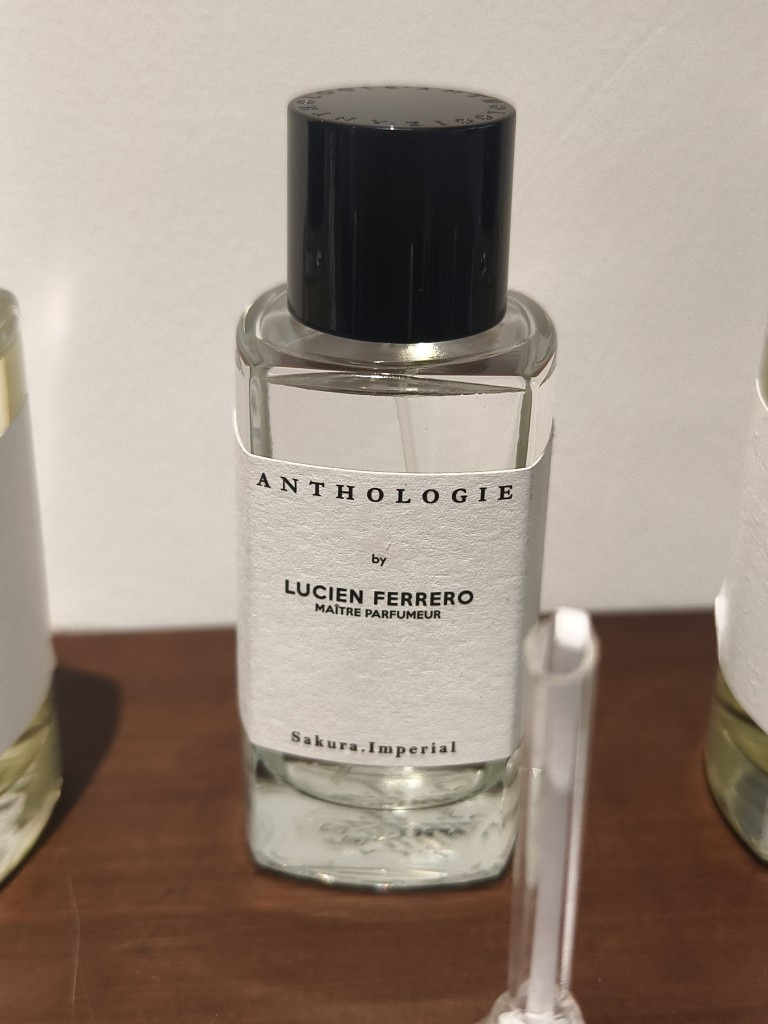 ANTHOLOGIE
by
LUCIEN FERRERO
MAÎTRE PARFUMEUR
Sakura.Imperial